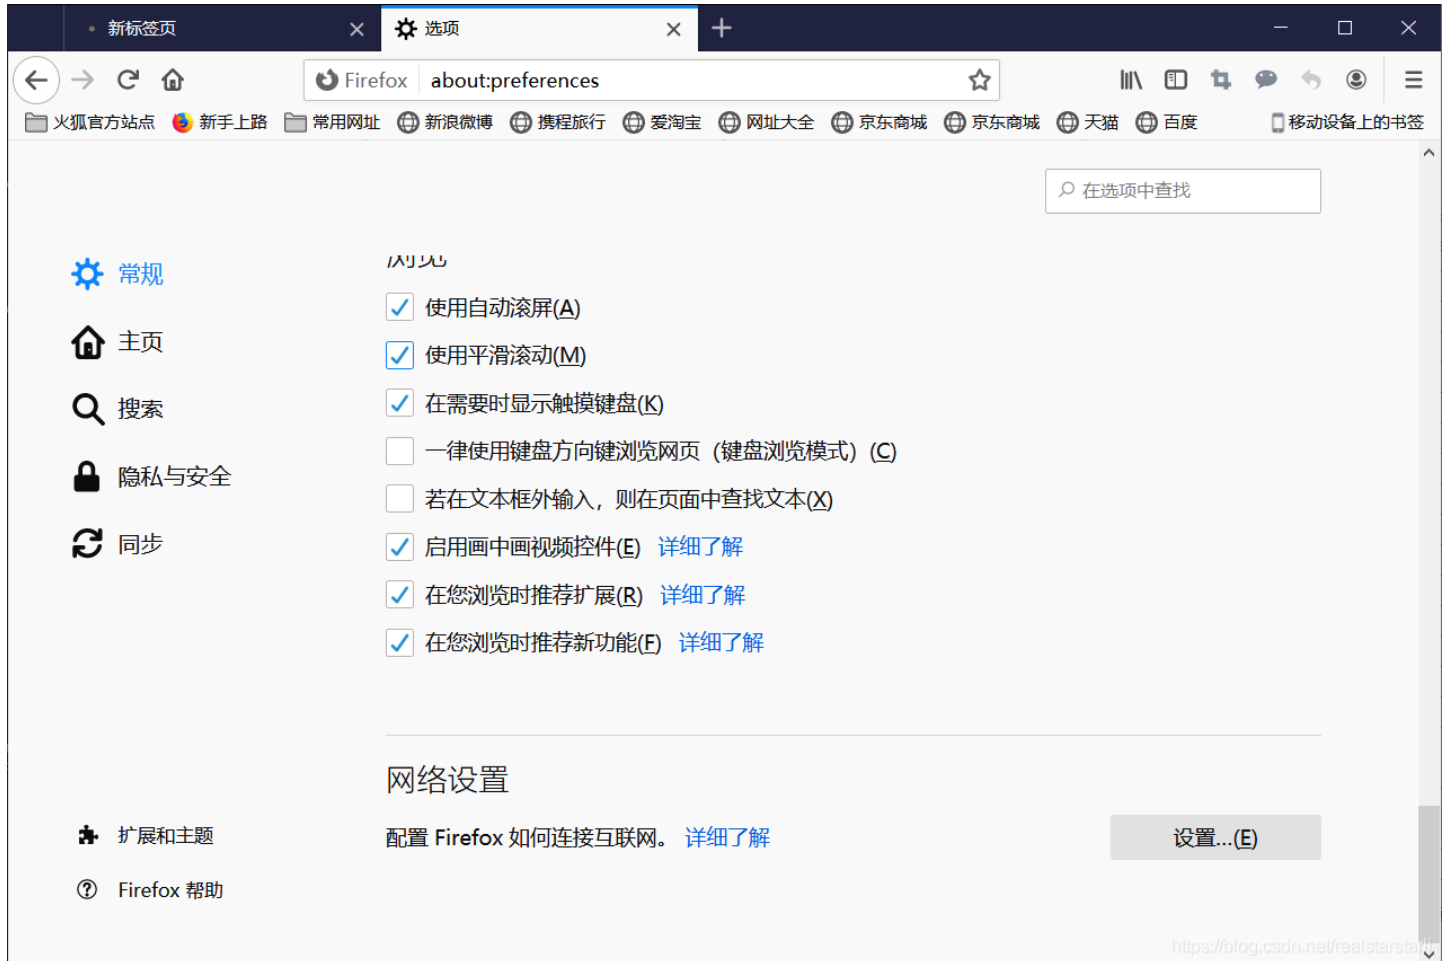 新标签页
选项
Firefox about:preferences
火狐官方站点 新手上路 常用网址 新浪微博 携程旅行 爱淘宝 网址大全 京东商城 京东商城 天猫 百度 移动设备上的书签
在选项中查找
常规
主页
搜索
隐私与安全
同步
扩展和主题
Firefox 帮助
浏览
使用自动滚屏(A)
使用平滑滚动(M)
在需要时显示触摸键盘(K)
一律使用键盘方向键浏览网页（键盘浏览模式）(C)
若在文本框外输入，则在页面中查找文本(X)
启用画中画视频控件(E) 详细了解
在您浏览时推荐扩展(R) 详细了解
在您浏览时推荐新功能(F) 详细了解
网络设置
配置 Firefox 如何连接互联网。 详细了解
设置...(E)